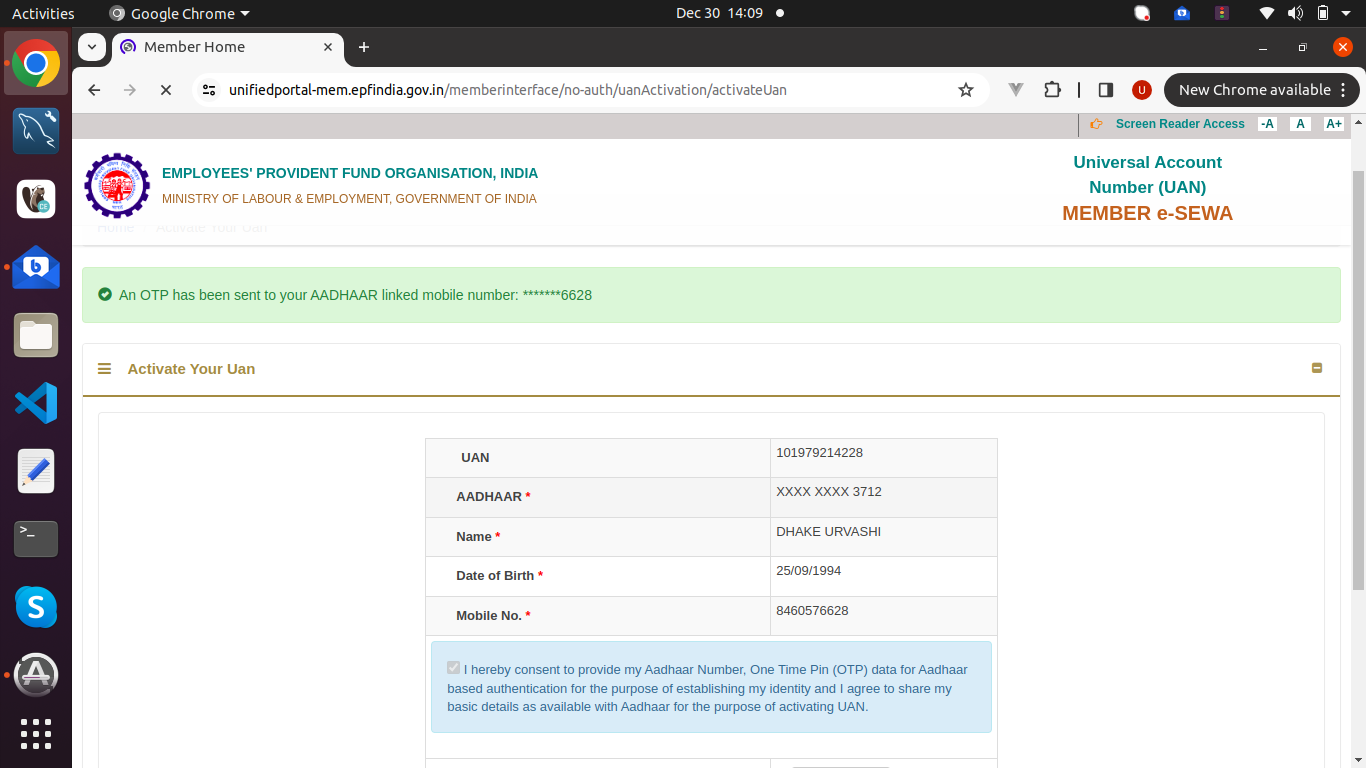 Activities
Google Chrome
Dec 30 14:09
Member Home
unifiedportal-mem.epfindia.gov.in/memberinterface/no-auth/uanActivation/activateUan
U
New Chrome available
Screen Reader Access -A A A+
EMPLOYEES' PROVIDENT FUND ORGANISATION, INDIA
MINISTRY OF LABOUR & EMPLOYMENT, GOVERNMENT OF INDIA
Universal Account
Number (UAN)
MEMBER e-SEWA
Home / Activate Your Uan
An OTP has been sent to your AADHAAR linked mobile number: *******6628
Activate Your Uan
UAN 101979214228
AADHAAR * XXXX XXXX 3712
Name * DHAKE URVASHI
Date of Birth * 25/09/1994
Mobile No. * 8460576628
I hereby consent to provide my Aadhaar Number, One Time Pin (OTP) data for Aadhaar
based authentication for the purpose of establishing my identity and I agree to share my
basic details as available with Aadhaar for the purpose of activating UAN.